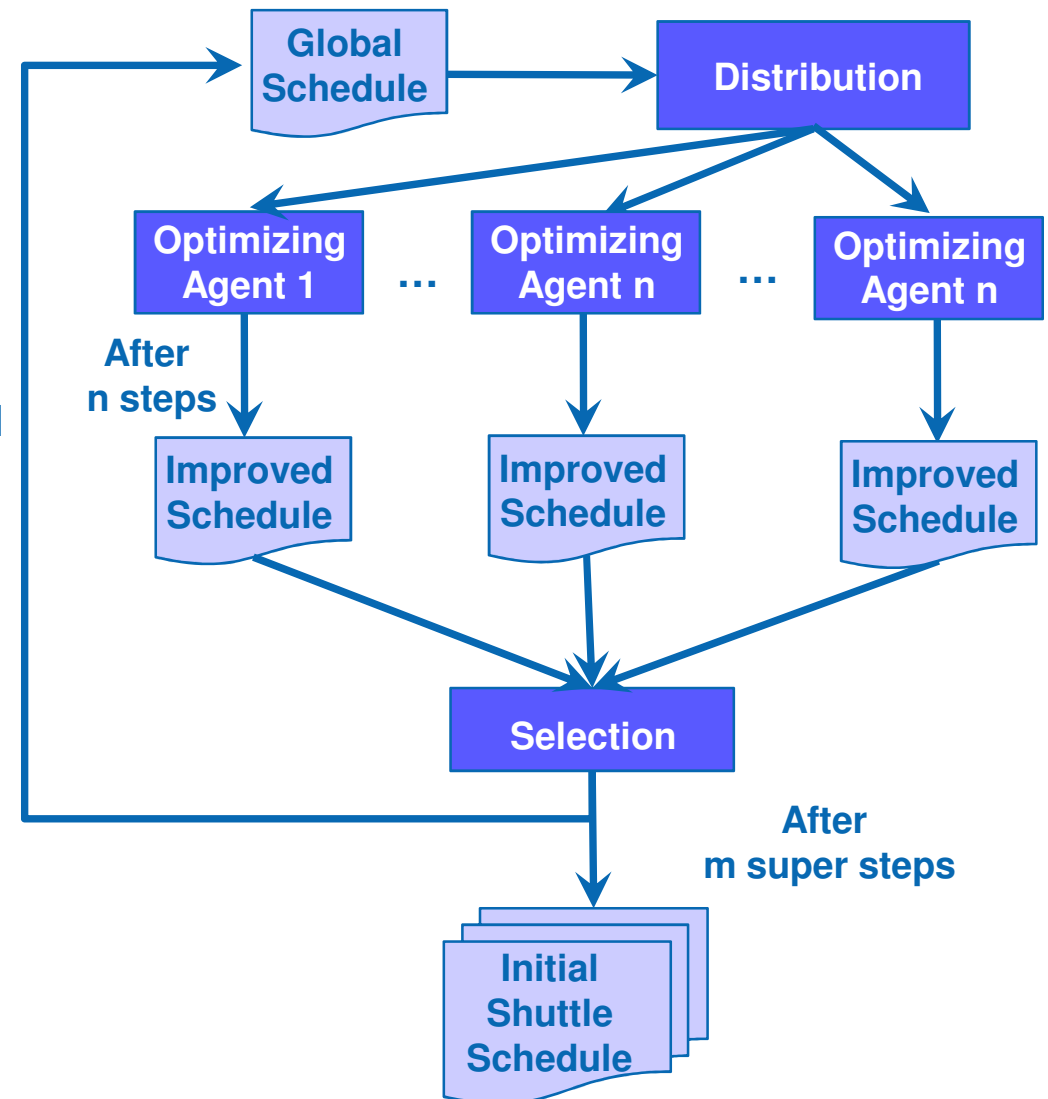 Global
Schedule
Distribution
Optimizing
Agent 1
...
Optimizing
Agent n
...
Optimizing
Agent n
After
n steps
Improved
Schedule
Improved
Schedule
Improved
Schedule
Selection
After
m super steps
Initial
Shuttle
Schedule